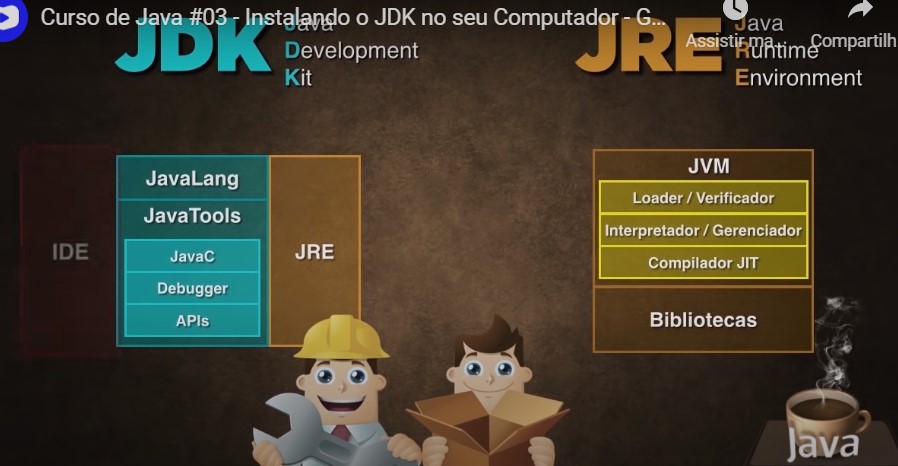 Curso de Java #03 - Instalando o JDK no seu Computador - G...
Assistir ma...
Compartilh
JDK
Java
Development
Kit
JRE
Java
Runtime
Environment
IDE
JavaLang
JavaTools
JavaC
Debugger
APIs
JRE
JVM
Loader / Verificador
Interpretador / Gerenciador
Compilador JIT
Bibliotecas
Java